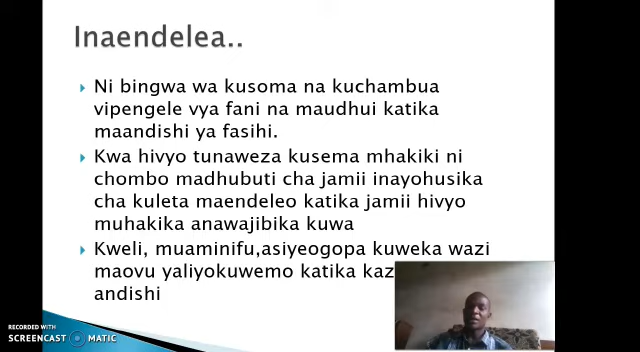 Inaendelea..
Ni bingwa wa kusoma na kuchambua
vipengele vya fani na maudhui katika
maandishi ya fasihi.
Kwa hivyo tunaweza kusema mhakiki ni
chombo madhubuti cha jamii inayohusika
cha kuleta maendeleo katika jamii hivyo
muhakika anawajibika kuwa
Kweli, muaminifu,asiyeogopa kuweka wazi
maovu yaliyokuwemo katika
andishi
RECORDED WITH
SCREENCAST MATIC